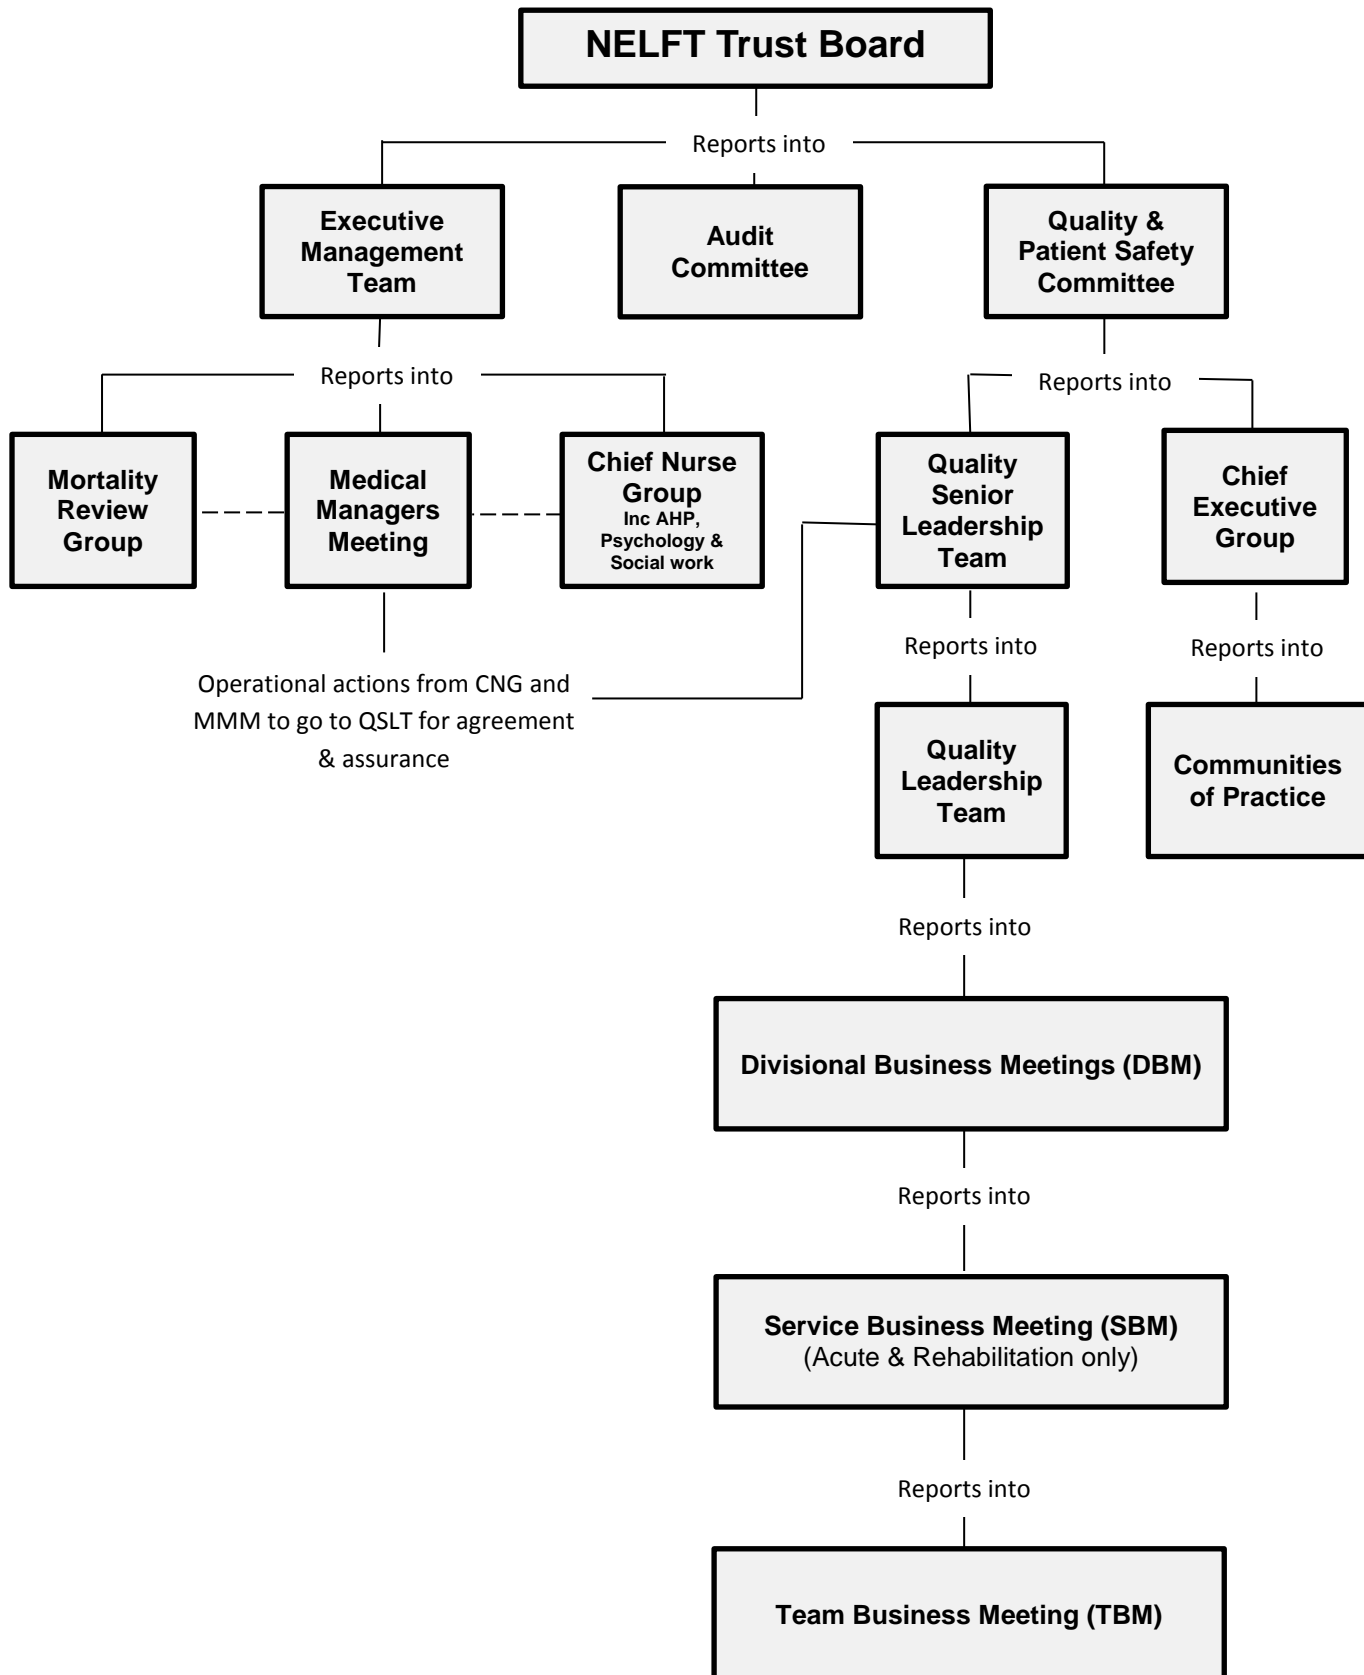 NELFT Trust Board
Reports into
Executive
Management
Team
Audit
Committee
Quality &
Patient Safety
Committee
Reports into
Reports into
Mortality
Review
Group
Medical
Managers
Meeting
Chief Nurse
Group
Inc AHP,
Psychology &
Social work
Quality
Senior
Leadership
Team
Chief
Executive
Group
Operational actions from CNG and
MMM to go to QSLT for agreement
& assurance
Reports into
Reports into
Quality
Leadership
Team
Communities
of Practice
Reports into
Divisional Business Meetings (DBM)
Reports into
Service Business Meeting (SBM)
(Acute & Rehabilitation only)
Reports into
Team Business Meeting (TBM)